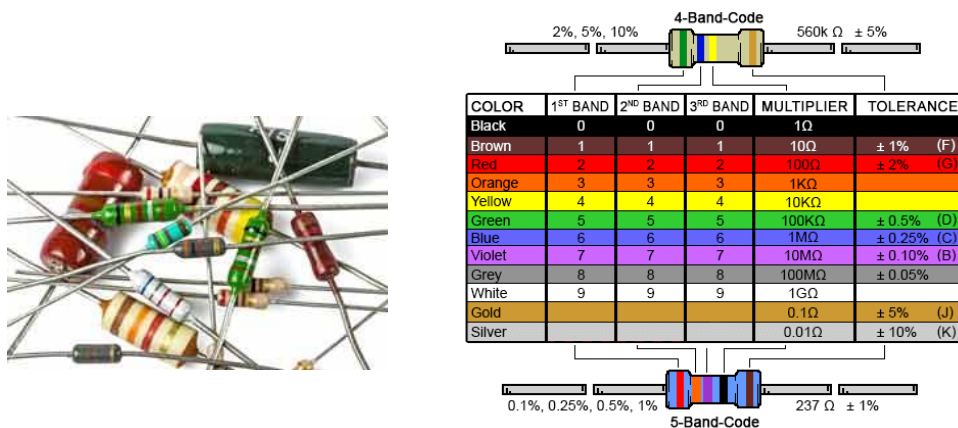 4-Band-Code
2%, 5%, 10% 560k Ω ± 5%
COLOR 1ST BAND 2ND BAND 3RD BAND MULTIPLIER TOLERANCE
Black 0 0 0 1Ω
Brown 1 1 1 10Ω ± 1% (F)
Red 2 2 2 100Ω ± 2% (G)
Orange 3 3 3 1KΩ
Yellow 4 4 4 10KΩ
Green 5 5 5 100KΩ ± 0.5% (D)
Blue 6 6 6 1MΩ ± 0.25% (C)
Violet 7 7 7 10MΩ ± 0.10% (B)
Grey 8 8 8 100MΩ ± 0.05%
White 9 9 9 1GΩ
Gold 0.1Ω ± 5% (J)
Silver 0.01Ω ± 10% (K)
0.1%, 0.25%, 0.5%, 1% 237 Ω ± 1%
5-Band-Code